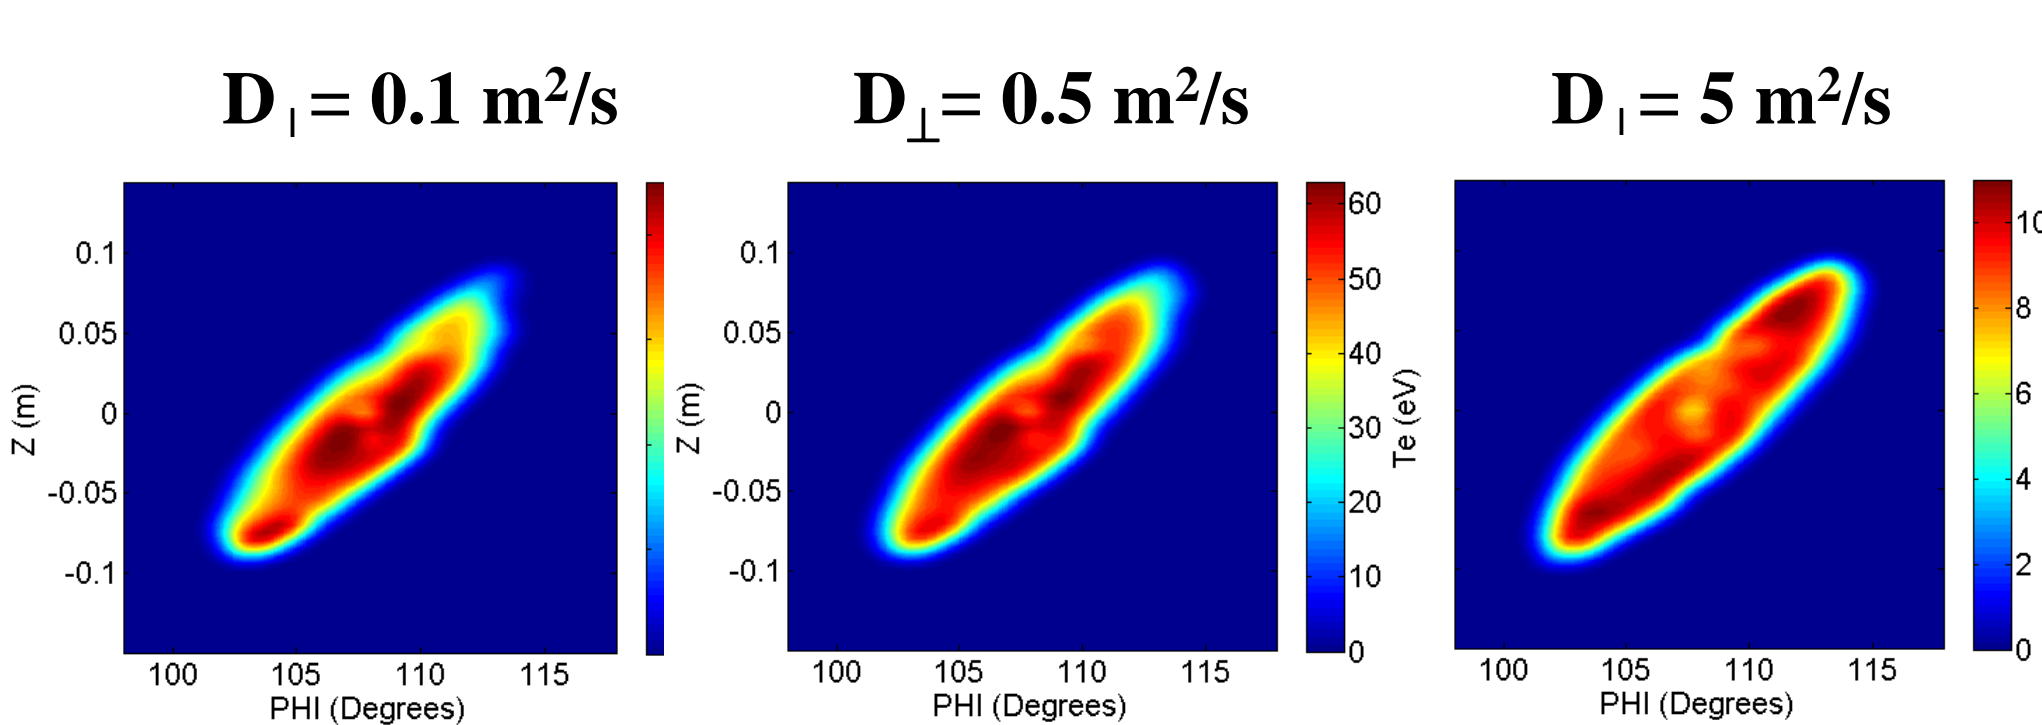 D⊥= 0.1 m²/s
D⊥= 0.5 m²/s
D⊥= 5 m²/s
0.1
0.05
0
-0.05
-0.1
Z (m)
100 105 110 115
PHI (Degrees)
0.1
0.05
0
-0.05
-0.1
Z (m)
100 105 110 115
PHI (Degrees)
60
50
40
30
20
10
0
Te (eV)
100 105 110 115
PHI (Degrees)
10
8
6
4
2
0